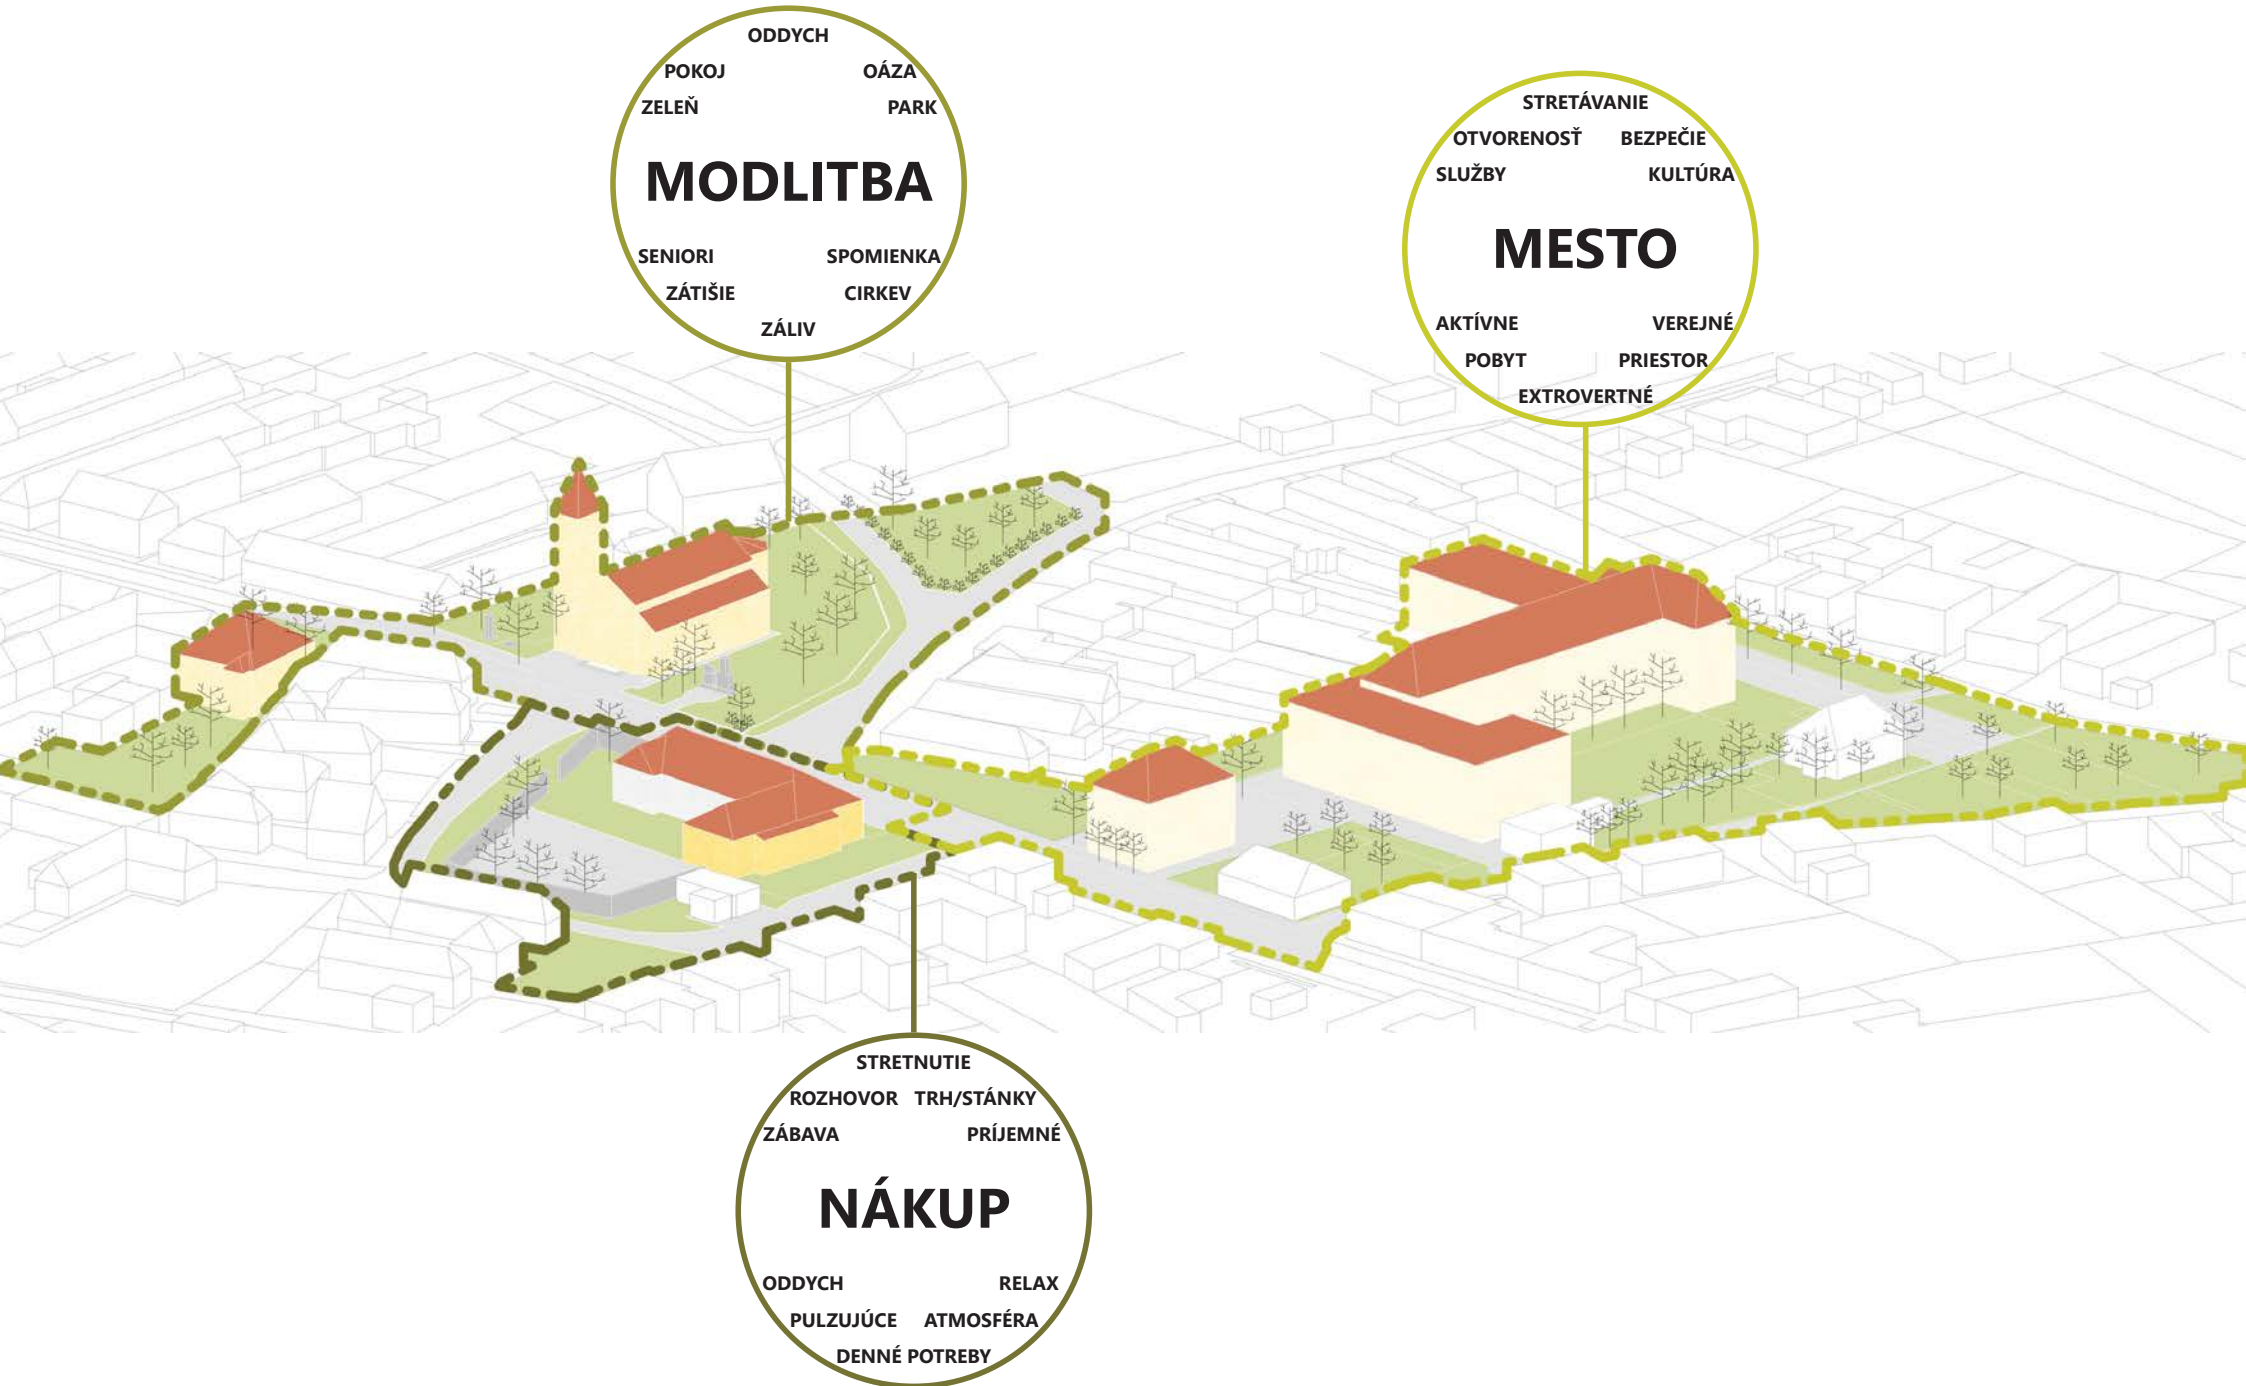 ODDYCH
POKOJ OÁZA
ZELEŇ PARK
MODLITBA
SENIORI SPOMIENKA
ZÁTIŠIE CIRKEV
ZÁLIV
STRETÁVANIE
OTVORENOSŤ BEZPEČIE
SLUŽBY KULTÚRA
MESTO
AKTÍVNE VEREJNÉ
POBYT PRIESTOR
EXTROVERTNÉ
STRETNUTIE
ROZHOVOR TRH/STÁNKY
ZÁBAVA PRÍJEMNÉ
NÁKUP
ODDYCH RELAX
PULZUJÚCE ATMOSFÉRA
DENNÉ POTREBY